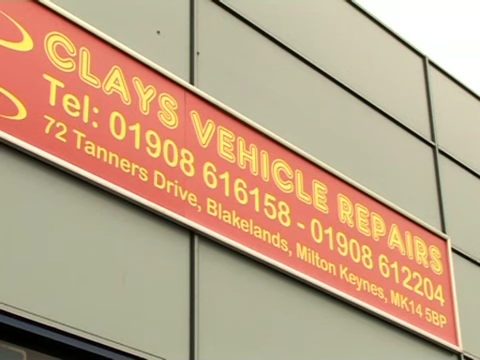 CLAYS VEHICLE REPAIRS
Tel: 01908 616158 - 01908 612204
72 Tanners Drive, Blakelands, Milton Keynes, MK14 5BP